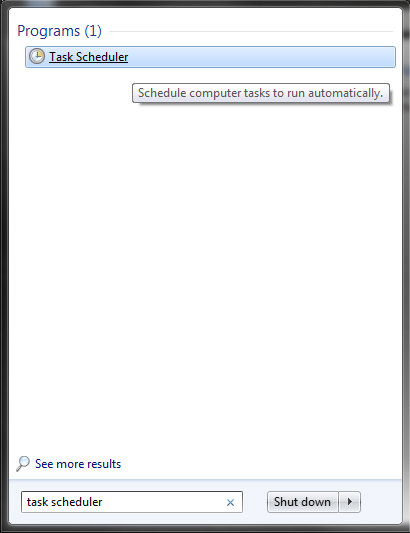 Programs (1)
Task Scheduler
Schedule computer tasks to run automatically.
See more results
task scheduler
Shut down